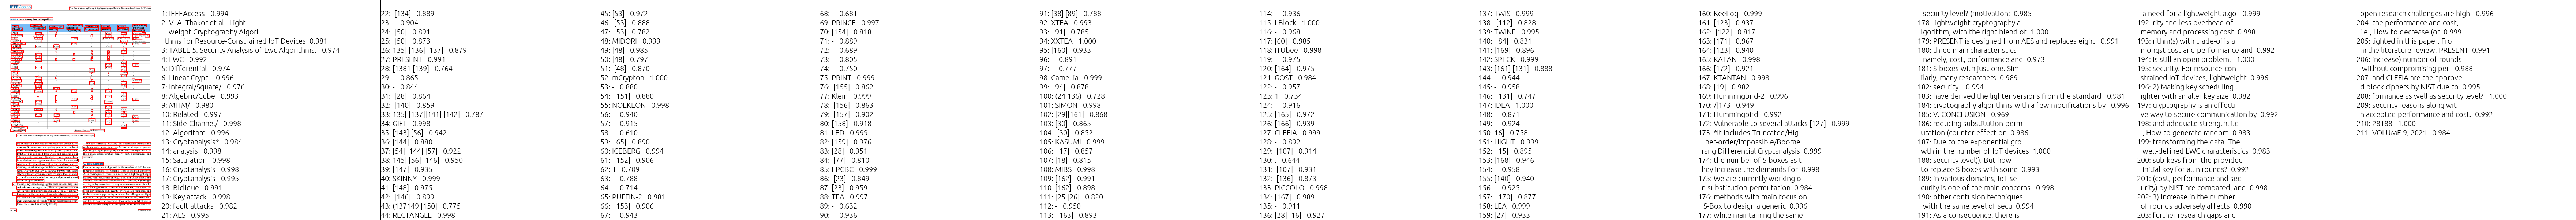 1: IEEEAccess 0.994
2: V. A. Thakor et al.: Light
weight Cryptography Algori
thms for Resource-Constrained IoT Devices 0.981
3: TABLE 5. Security Analysis of Lwc Algorithms. 0.974
4: LWC 0.992
5: Differential 0.974
6: Linear Crypt- 0.996
7: Integral/Square/ 0.976
8: Algebric/Cube 0.993
9: MITM/ 0.980
10: Related 0.997
11: Side-Channel/ 0.998
12: Algorithm 0.996
13: Cryptanalysis* 0.984
14: analysis 0.998
15: Saturation 0.998
16: Cryptanalysis 0.998
17: Cryptanalysis 0.995
18: Biclique 0.991
19: Key attack 0.998
20: fault attacks 0.982
21: AES 0.995
22: [134] 0.889
23: - 0.904
24: [50] 0.891
25: [50] 0.873
26: 135] [136] [137] 0.879
27: PRESENT 0.991
28: [1381 [139] 0.764
29: - 0.865
30: - 0.844
31: [28] 0.864
32: [140] 0.859
33: 135[ [137][141] [142] 0.787
34: GIFT 0.998
35: [143] [56] 0.942
36: [144] 0.880
37: [54] [144] [57] 0.922
38: 145] [56] [146] 0.950
39: [147] 0.935
40: SKINNY 0.999
41: [148] 0.975
42: [146] 0.899
43: (137149 [150] 0.775
44: RECTANGLE 0.998
45: [53] 0.972
46: [53] 0.888
47: [53] 0.782
48: MIDORI 0.999
49: [48] 0.985
50: [48] 0.797
51: [48] 0.870
52: mCrypton 1.000
53: - 0.880
54: [151] 0.880
55: NOEKEON 0.998
56: - 0.940
57: - 0.915
58: - 0.610
59: [65] 0.890
60: ICEBERG 0.994
61: [152] 0.906
62: 1 0.709
63: - 0.788
64: - 0.714
65: PUFFIN-2 0.981
66: [153] 0.906
67: - 0.943
68: - 0.681
69: PRINCE 0.997
70: [154] 0.818
71: - 0.889
72: - 0.689
73: - 0.805
74: - 0.750
75: PRINT 0.999
76: [155] 0.862
77: Klein 0.999
78: [156] 0.863
79: [157] 0.902
80: [158] 0.918
81: LED 0.999
82: [159] 0.976
83: [28] 0.951
84: [77] 0.810
85: EPCBC 0.999
86: [23] 0.849
87: [23] 0.959
88: TEA 0.997
89: - 0.632
90: - 0.936
91: [38] [89] 0.788
92: XTEA 0.993
93: [91] 0.785
94: XXTEA 1.000
95: [160] 0.933
96: - 0.891
97: - 0.777
98: Camellia 0.999
99: [94] 0.878
100: (24 136) 0.728
101: SIMON 0.998
102: [29][161] 0.868
103: [30] 0.865
104: [30] 0.852
105: KASUMI 0.999
106: [17] 0.857
107: [18] 0.815
108: MIBS 0.998
109: [162] 0.991
110: [162] 0.898
111: [25 [26] 0.820
112: - 0.950
113: [163] 0.893
114: - 0.936
115: LBlock 1.000
116: - 0.968
117: [60] 0.985
118: ITUbee 0.998
119: - 0.975
120: [164] 0.975
121: GOST 0.984
122: - 0.957
123: 1 0.734
124: - 0.916
125: [165] 0.972
126: [166] 0.939
127: CLEFIA 0.999
128: - 0.892
129: [107] 0.914
130: . 0.644
131: [107] 0.931
132: [136] 0.873
133: PICCOLO 0.998
134: [167] 0.989
135: - 0.911
136: [28] [16] 0.927
137: TWIS 0.999
138: [112] 0.828
139: TWINE 0.995
140: [84] 0.831
141: [169] 0.896
142: SPECK 0.999
143: [161] [131] 0.888
144: - 0.944
145: - 0.958
146: [131] 0.747
147: IDEA 1.000
148: - 0.871
149: - 0.924
150: 16] 0.758
151: HIGHT 0.999
152: [15] 0.895
153: [168] 0.946
154: - 0.958
155: [140] 0.940
156: - 0.925
157: [170] 0.877
158: LEA 0.999
159: [27] 0.933
160: KeeLoq 0.999
161: [123] 0.937
162: [122] 0.817
163: [171] 0.967
164: [123] 0.940
165: KATAN 0.998
166: [172] 0.921
167: KTANTAN 0.998
168: [19] 0.982
169: Hummingbird-2 0.996
170: /[173] 0.949
171: Hummingbird 0.992
172: Vulnerable to several attacks [127] 0.999
173: *It includes Truncated/Hig
her-order/Impossible/Boome
rang Differential Cryptanalysis 0.999
174: the number of S-boxes as t
hey increase the demands for 0.998
175: We are currently working o
n substitution-permutation 0.984
176: methods with main focus on
S-Box to design a generic 0.996
177: while maintaining the same
security level? (motivation: 0.985
178: lightweight cryptography a
lgorithm, with the right blend of 1.000
179: PRESENT is designed from AES and replaces eight 0.991
180: three main characteristics
namely, cost, performance and 0.973
181: S-boxes with just one. Sim
ilarly, many researchers 0.989
182: security. 0.994
183: have derived the lighter versions from the standard 0.981
184: cryptography algorithms with a few modifications by 0.996
185: V. CONCLUSION 0.969
186: reducing substitution-perm
utation (counter-effect on 0.986
187: Due to the exponential gro
wth in the number of IoT devices 1.000
188: security level)). But how
to replace S-boxes with some 0.993
189: in various domains, IoT se
curity is one of the main concerns. 0.998
190: other confusion techniques
with the same level of secu 0.994
191: As a consequence, there is
a need for a lightweight algo- 0.999
192: rity and less overhead of
memory and processing cost 0.998
193: rithm(s) with trade-offs a
mongst cost and performance and 0.992
194: is still an open problem. 1.000
195: security. For resource-con
strained IoT devices, lightweight 0.996
196: 2) Making key scheduling l
ighter with smaller key size 0.982
197: cryptography is an effecti
ve way to secure communication by 0.992
198: and adequate strength, i.e
., How to generate random 0.983
199: transforming the data. The
well-defined LWC characteristics 0.983
200: sub-keys from the provided
initial key for all n rounds? 0.992
201: (cost, performance and sec
urity) by NIST are compared, and 0.998
202: 3) Increase in the number
of rounds adversely affects 0.990
203: further research gaps and
open research challenges are high- 0.996
204: the performance and cost,
i.e., How to decrease (or 0.999
205: lighted in this paper. Fro
m the literature review, PRESENT 0.991
206: increase) number of rounds
without compromising per- 0.988
207: and CLEFIA are the approve
d block ciphers by NIST due to 0.995
208: formance as well as security level? 1.000
209: security reasons along wit
h accepted performance and cost. 0.992
210: 28188 1.000
211: VOLUME 9, 2021 0.984